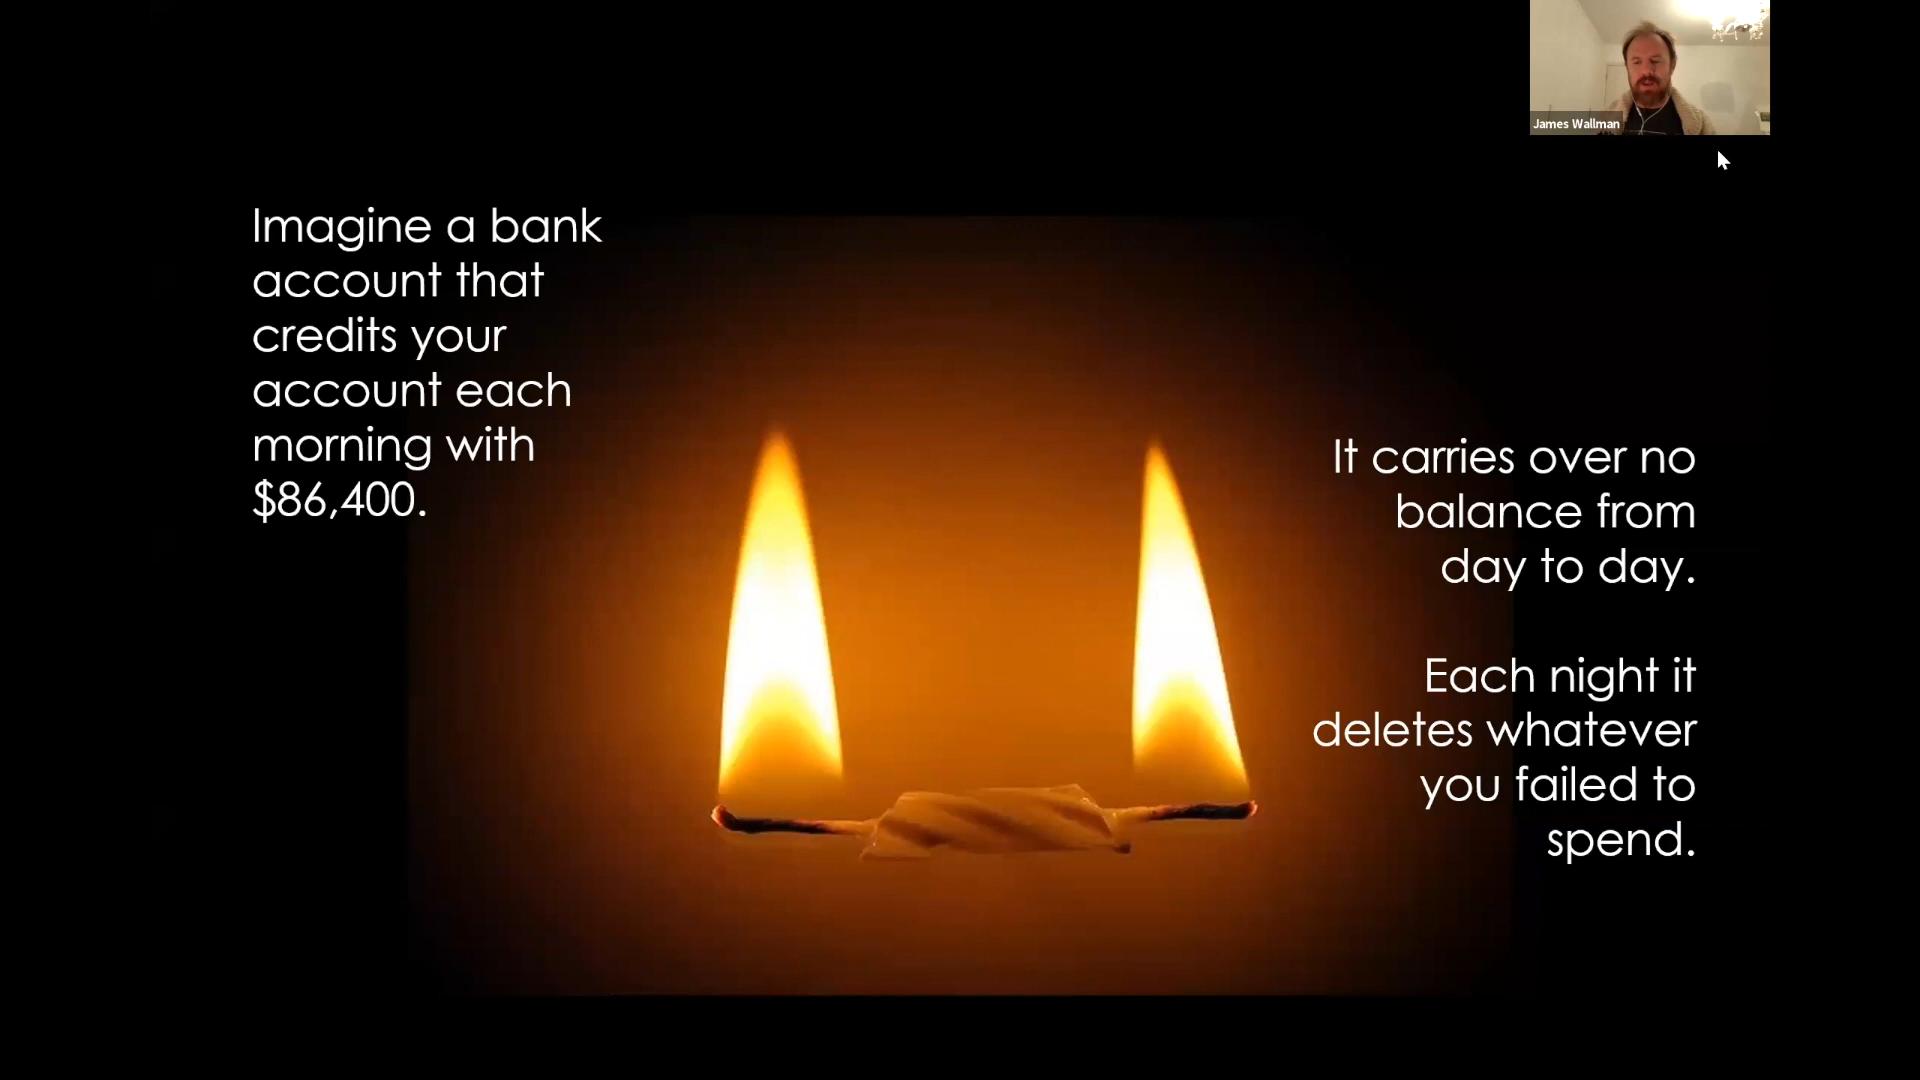 James Wallman
Imagine a bank
account that
credits your
account each
morning with
$86,400.
It carries over no
balance from
day to day.
Each night it
deletes whatever
you failed to
spend.